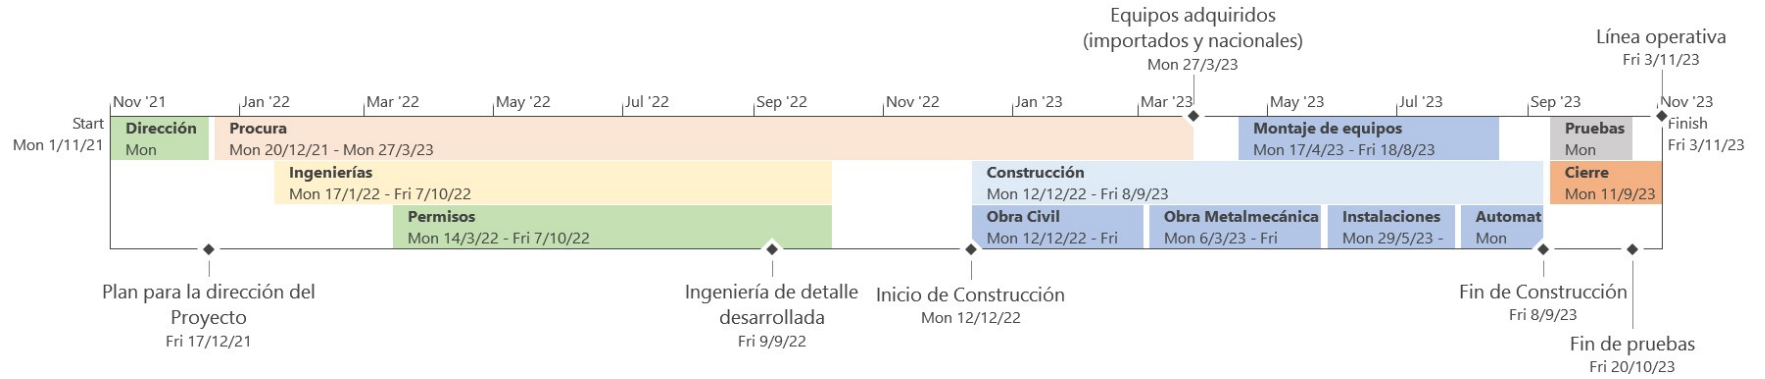 Equipos adquiridos
(importados y nacionales)
Mon 27/3/23
Línea operativa
Fri 3/11/23
Nov '21
Jan '22
Mar '22
May '22
Jul '22
Sep '22
Nov '22
Jan '23
Mar '23
May '23
Jul '23
Sep '23
Nov '23
Start
Mon 1/11/21
Finish
Fri 3/11/23
Dirección
Mon
Procura
Mon 20/12/21 - Mon 27/3/23
Montaje de equipos
Mon 17/4/23 - Fri 18/8/23
Pruebas
Mon
Ingenierías
Mon 17/1/22 - Fri 7/10/22
Construcción
Mon 12/12/22 - Fri 8/9/23
Cierre
Mon 11/9/23
Permisos
Mon 14/3/22 - Fri 7/10/22
Obra Civil
Mon 12/12/22 - Fri
Obra Metalmecánica
Mon 6/3/23 - Fri
Instalaciones
Mon 29/5/23 -
Automat
Mon
Plan para la dirección del
Proyecto
Fri 17/12/21
Ingeniería de detalle
desarrollada
Fri 9/9/22
Inicio de Construcción
Mon 12/12/22
Fin de Construcción
Fri 8/9/23
Fin de pruebas
Fri 20/10/23